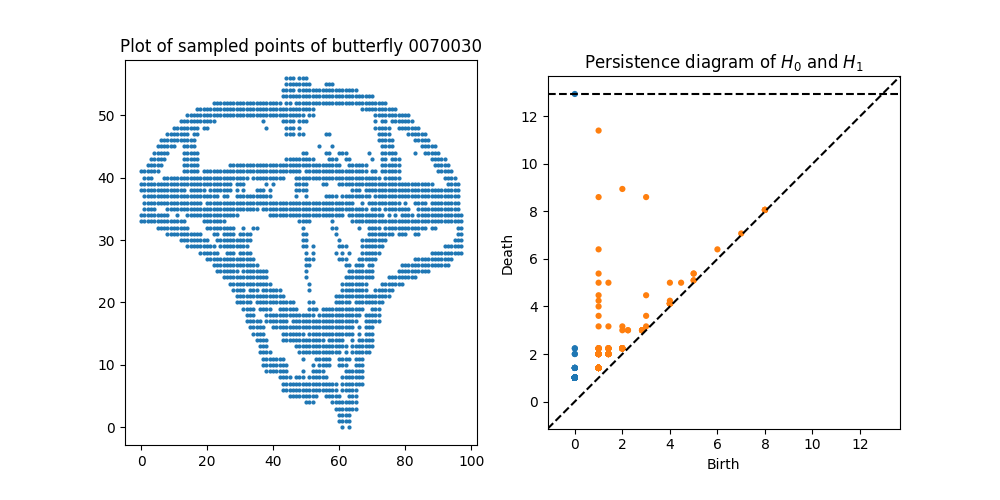 Plot of sampled points of butterfly 0070030
50
40
30
20
10
0
0 20 40 60 80 100
Persistence diagram of H₀ and H₁
Death
12
10
8
6
4
2
0
0 2 4 6 8 10 12
Birth